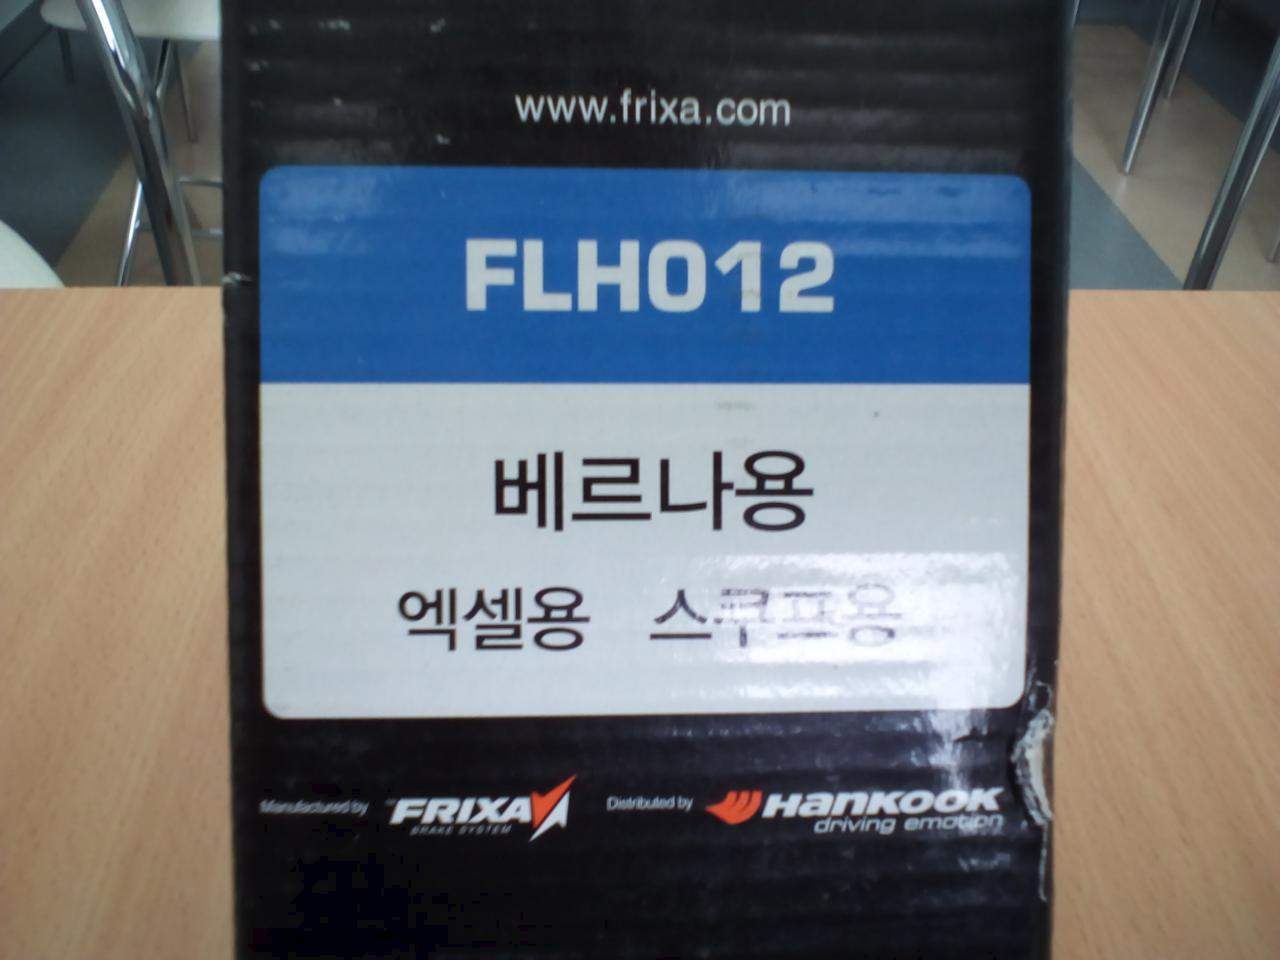 www.frixa.com
FLH012
베르나용
엑셀용 스쿠프용
Manufactured by FRIXA BRAKE SYSTEM Distributed by HANKOOK driving emotion